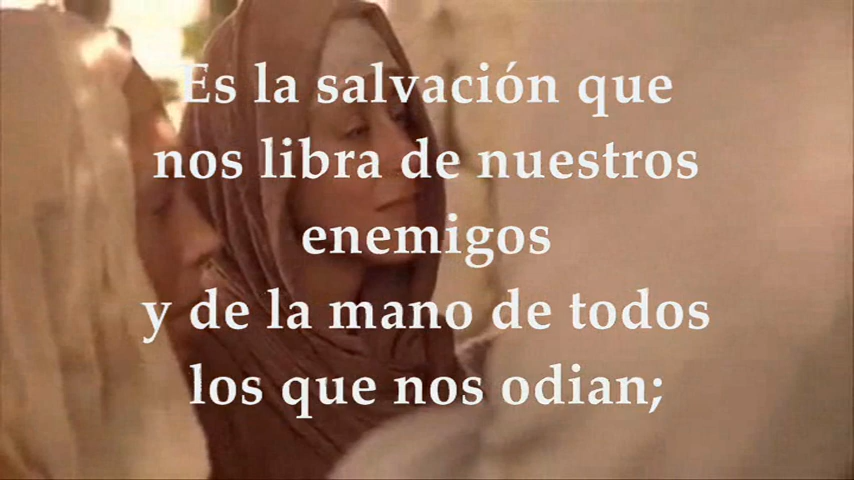 Es la salvación que
nos libra de nuestros
enemigos
y de la mano de todos
los que nos odian;